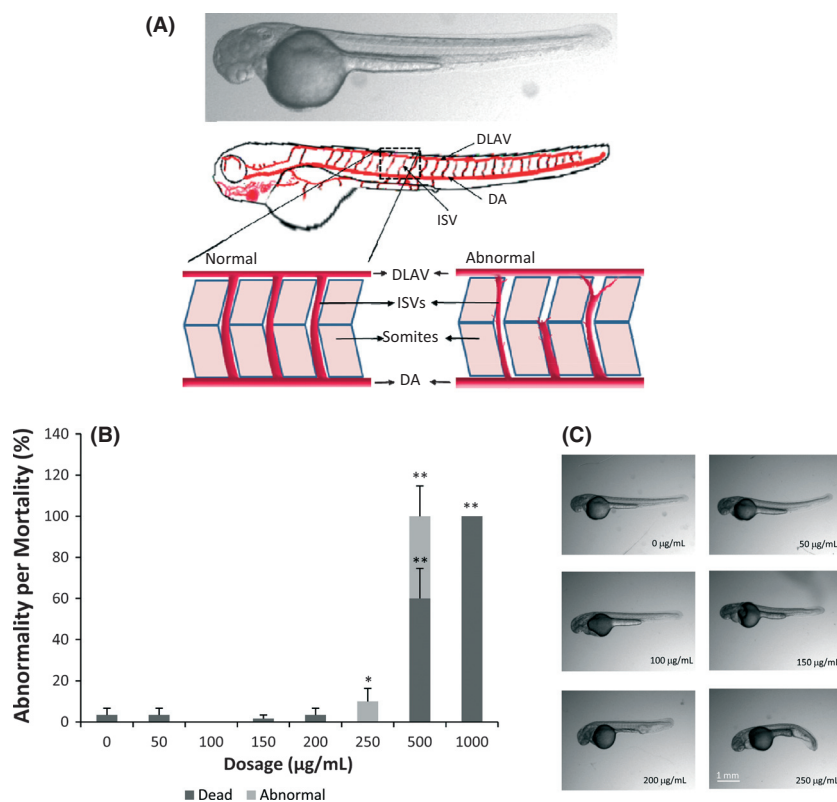 (A)
DLAV
DA
ISV
Normal
Abnormal
DLAV
ISVs
Somites
DA
(B)
Abnormality per Mortality (%)
140
120
100
80
60
40
20
0
**
**
**
*
0 50 100 150 200 250 500 1000
Dosage (µg/mL)
Dead Abnormal
(C)
0 µg/mL
50 µg/mL
100 µg/mL
150 µg/mL
200 µg/mL
1 mm
250 µg/mL